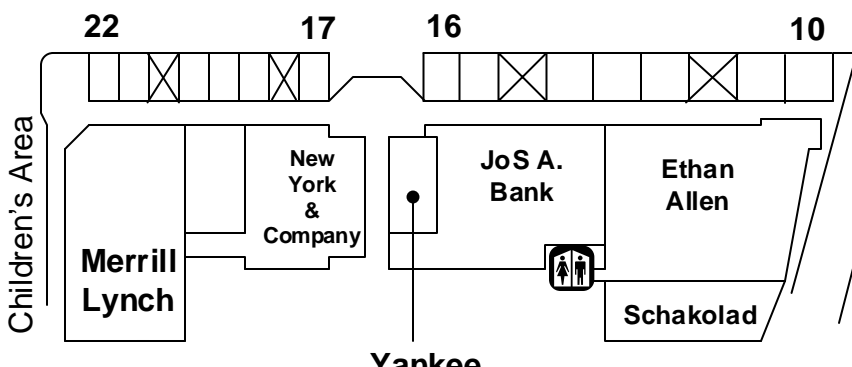 22
17
16
10
Children's Area
New
York
&
Company
JoS A.
Bank
Ethan
Allen
Merrill
Lynch
Schakolad
Yankee